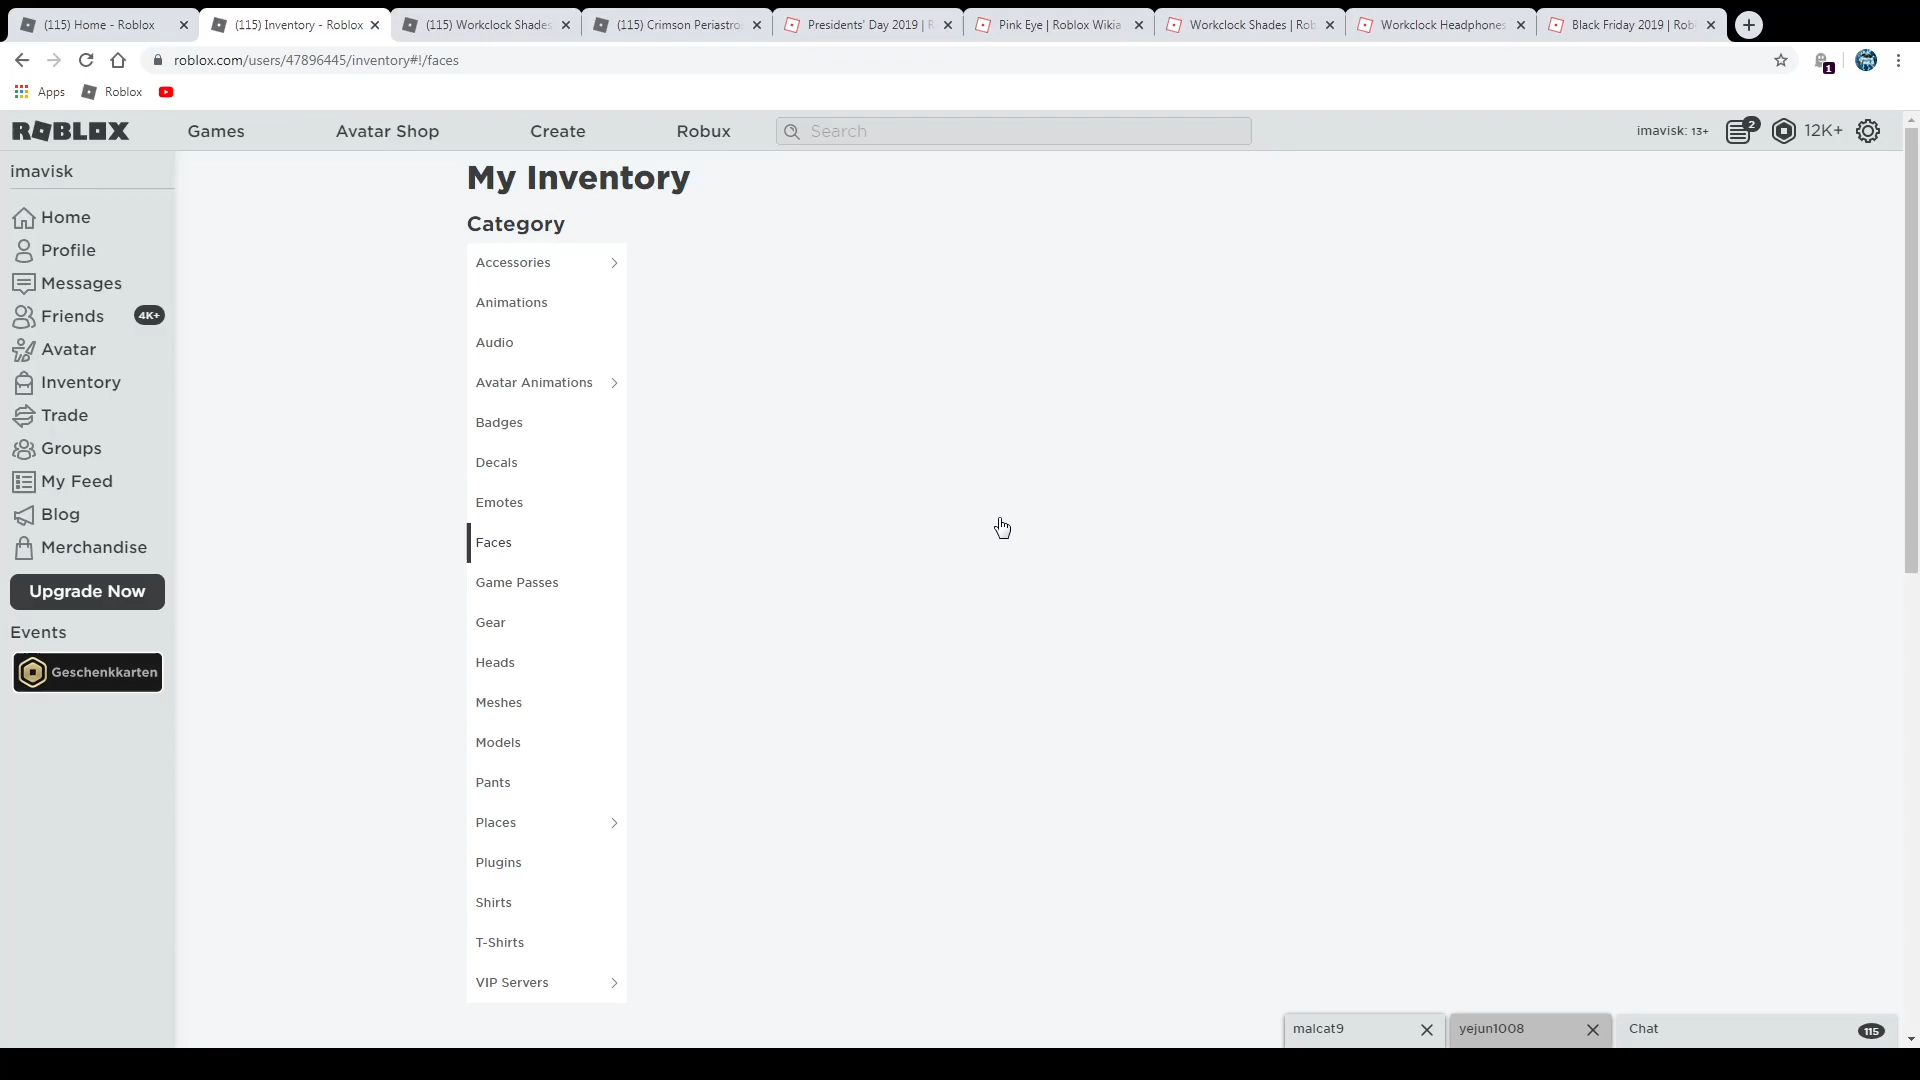 (115) Home - Roblox
(115) Inventory - Roblox
(115) Workclock Shades
(115) Crimson Periastro
Presidents' Day 2019 | R
Pink Eye | Roblox Wikia
Workclock Shades | Rob
Workclock Headphones
Black Friday 2019 | Rob
roblox.com/users/47896445/inventory#!/faces
1
Apps
Roblox
ROBLOX
Games
Avatar Shop
Create
Robux
Search
imavisk: 13+
2
12K+
imavisk
Home
Profile
Messages
Friends
4K+
Avatar
Inventory
Trade
Groups
My Feed
Blog
Merchandise
Upgrade Now
Events
Geschenkkarten
My Inventory
Category
Accessories
Animations
Audio
Avatar Animations
Badges
Decals
Emotes
Faces
Game Passes
Gear
Heads
Meshes
Models
Pants
Places
Plugins
Shirts
T-Shirts
VIP Servers
malcat9
yejun1008
Chat
115